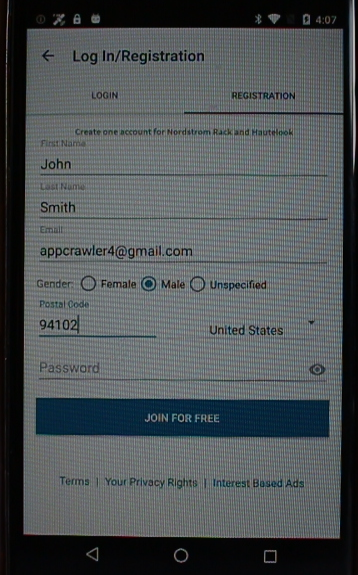 4:07
Log In/Registration
LOGIN REGISTRATION
Create one account for Nordstrom Rack and Hautelook
First Name
John
Last Name
Smith
Email
appcrawler4@gmail.com
Gender: Female Male Unspecified
Postal Code
94102 United States
Password
JOIN FOR FREE
Terms | Your Privacy Rights | Interest Based Ads